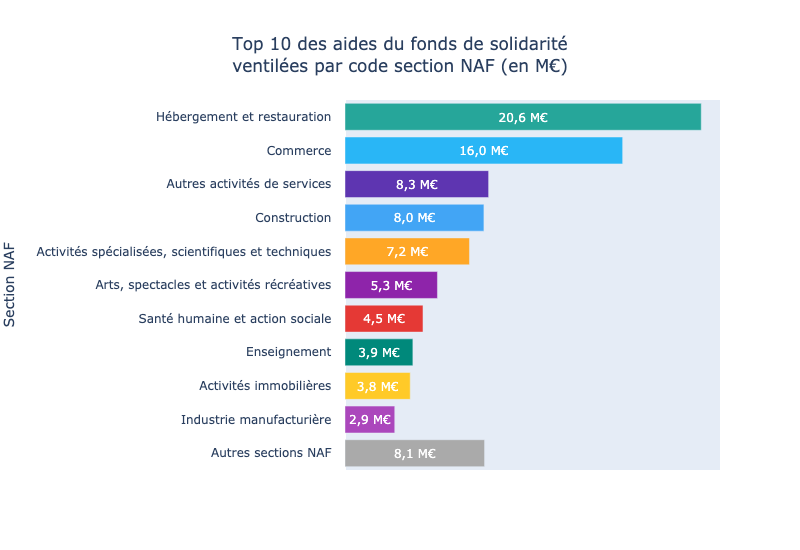 Top 10 des aides du fonds de solidarité
ventilées par code section NAF (en M€)
Section NAF
Hébergement et restauration 20,6 M€
Commerce 16,0 M€
Autres activités de services 8,3 M€
Construction 8,0 M€
Activités spécialisées, scientifiques et techniques 7,2 M€
Arts, spectacles et activités récréatives 5,3 M€
Santé humaine et action sociale 4,5 M€
Enseignement 3,9 M€
Activités immobilières 3,8 M€
Industrie manufacturière 2,9 M€
Autres sections NAF 8,1 M€